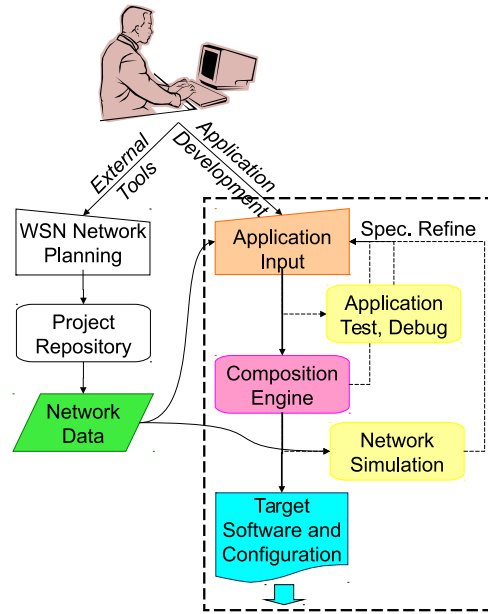 External
Tools
Application
Development
WSN Network
Planning
Application
Input
Spec. Refine
Project
Repository
Application
Test, Debug
Composition
Engine
Network
Data
Network
Simulation
Target
Software and
Configuration